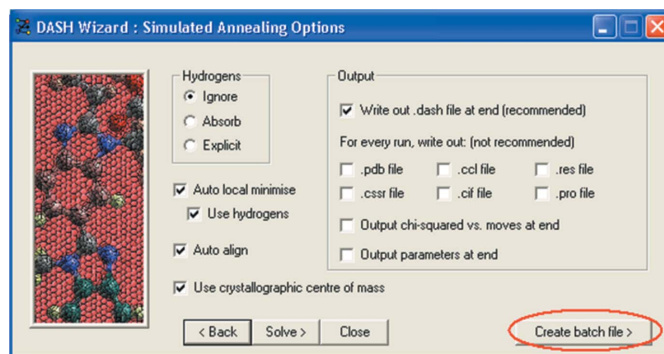 DASH Wizard : Simulated Annealing Options
Hydrogens
Ignore
Absorb
Explicit
Auto local minimise
Use hydrogens
Auto align
Use crystallographic centre of mass
Output
Write out .dash file at end (recommended)
For every run, write out: (not recommended)
.pdb file .ccl file .res file
.cssr file .cif file .pro file
Output chi-squared vs. moves at end
Output parameters at end
< Back Solve > Close Create batch file >